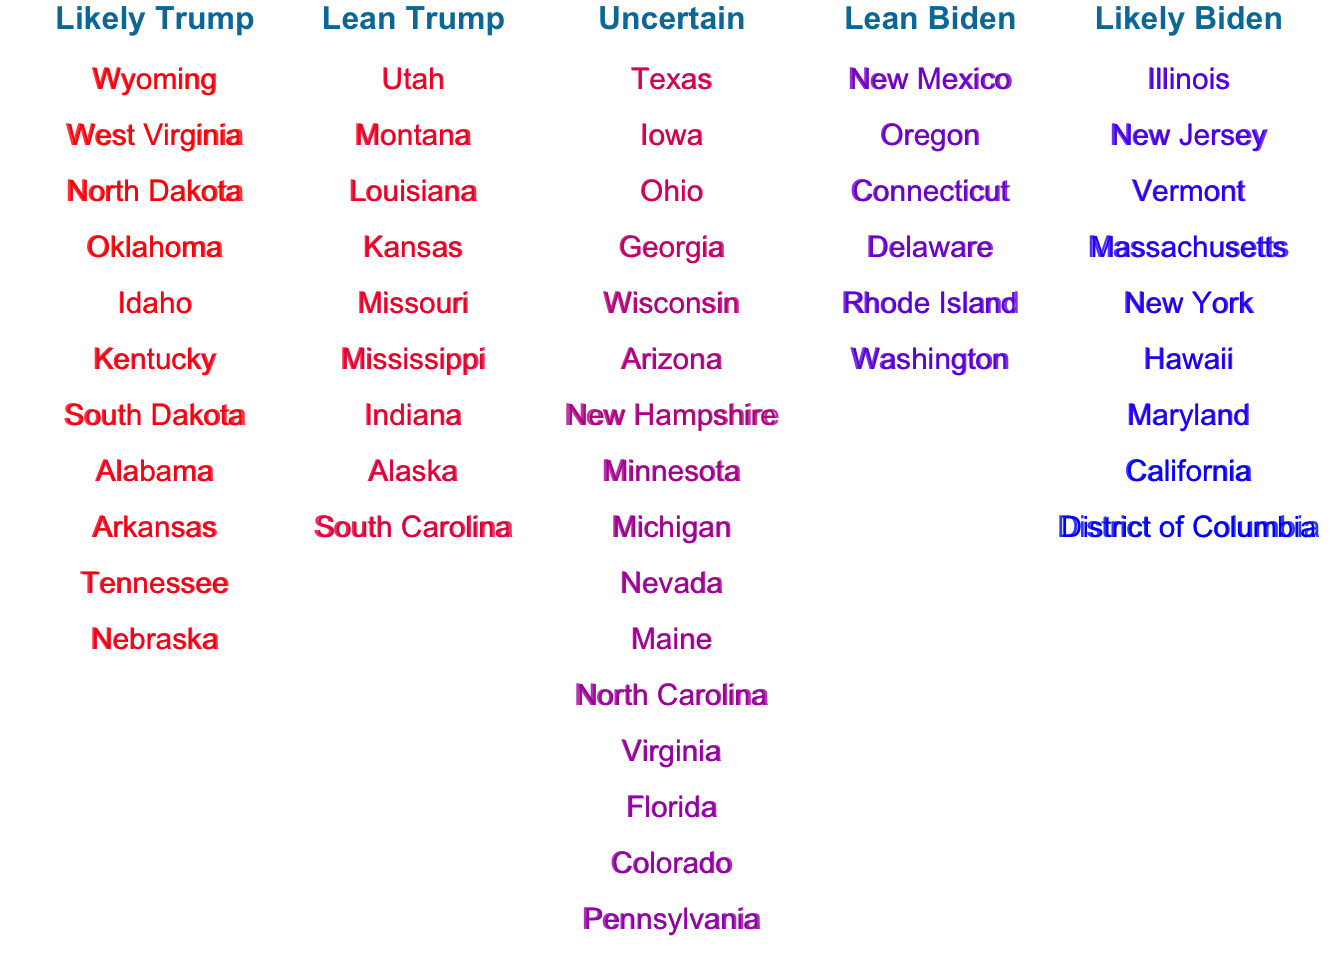 Likely Trump Lean Trump Uncertain Lean Biden Likely Biden
Wyoming Utah Texas New Mexico Illinois
West Virginia Montana Iowa Oregon New Jersey
North Dakota Louisiana Ohio Connecticut Vermont
Oklahoma Kansas Georgia Delaware Massachusetts
Idaho Missouri Wisconsin Rhode Island New York
Kentucky Mississippi Arizona Washington Hawaii
South Dakota Indiana New Hampshire Maryland
Alabama Alaska Minnesota California
Arkansas South Carolina Michigan District of Columbia
Tennessee Nevada
Nebraska Maine
North Carolina
Virginia
Florida
Colorado
Pennsylvania